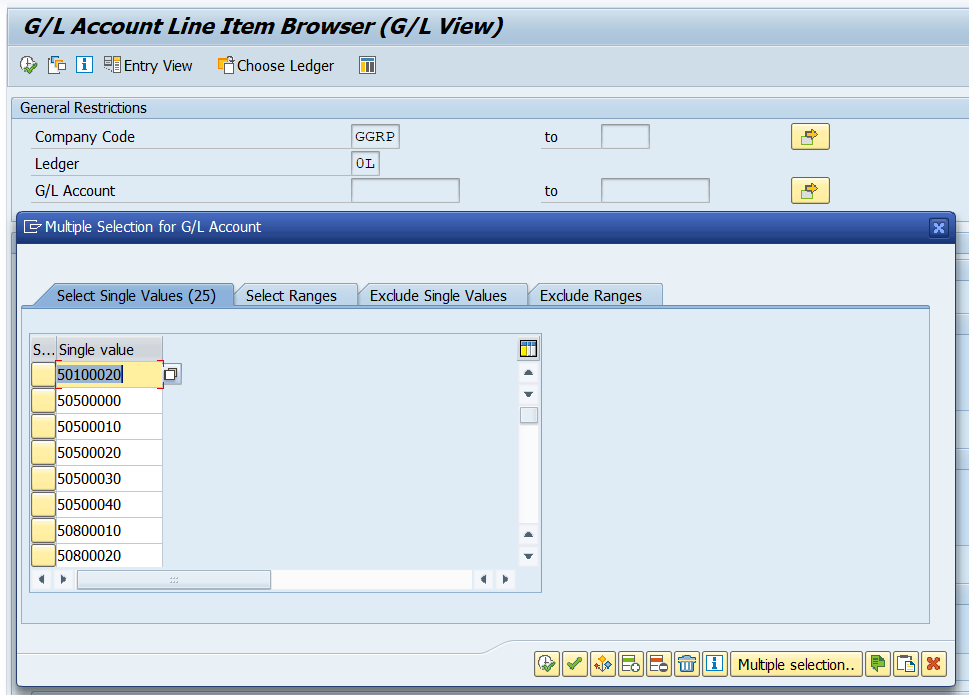 G/L Account Line Item Browser (G/L View)
Entry View Choose Ledger
General Restrictions
Company Code GGRP to
Ledger 0L
G/L Account to
Multiple Selection for G/L Account
Select Single Values (25) Select Ranges Exclude Single Values Exclude Ranges
S... Single value
50100020
50500000
50500010
50500020
50500030
50500040
50800010
50800020
Multiple selection..